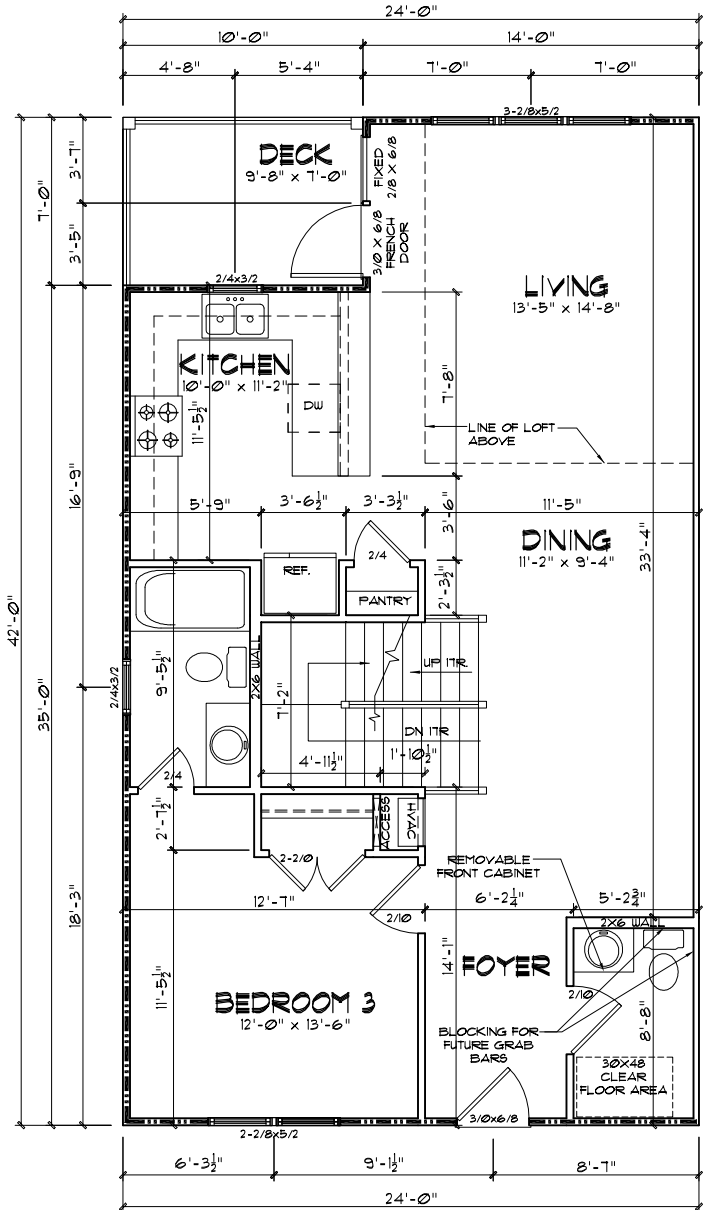 24'-0"
10'-0"
14'-0"
4'-8"
5'-4"
7'-0"
7'-0"
3-2/8x5/2
DECK
9'-8" x 7'-0"
FIXED
2/8 X 6/8
3/0 X 6/8
FRENCH
DOOR
3'-7"
7'-0"
3'-5"
2/4x3/2
LIVING
13'-5" x 14'-8"
KITCHEN
10'-0" x 11'-2"
DW
11'-5½"
7'-8"
LINE OF LOFT
ABOVE
16'-9"
5'-9"
3'-6½"
3'-3½"
11'-5"
3'-6"
DINING
11'-2" x 9'-4"
33'-4"
2/4
REF.
PANTRY
2'-3½"
42'-0"
35'-0"
2/4x3/2
9'-5½"
2X6 WALL
7'-2"
UP 17R
DN 17R
4'-11½"
1'-10½"
2/4
2'-7½"
ACCESS
HVAC
2-2/0
REMOVABLE
FRONT CABINET
12'-7"
6'-2¼"
5'-2¾"
2/10
2X6 WALL
18'-3"
14'-1"
FOYER
11'-5½"
BEDROOM 3
12'-0" x 13'-6"
2/10
8'-8"
BLOCKING FOR
FUTURE GRAB
BARS
30X48
CLEAR
FLOOR AREA
3/0x6/8
2-2/8x5/2
6'-3½"
9'-1½"
8'-7"
24'-0"